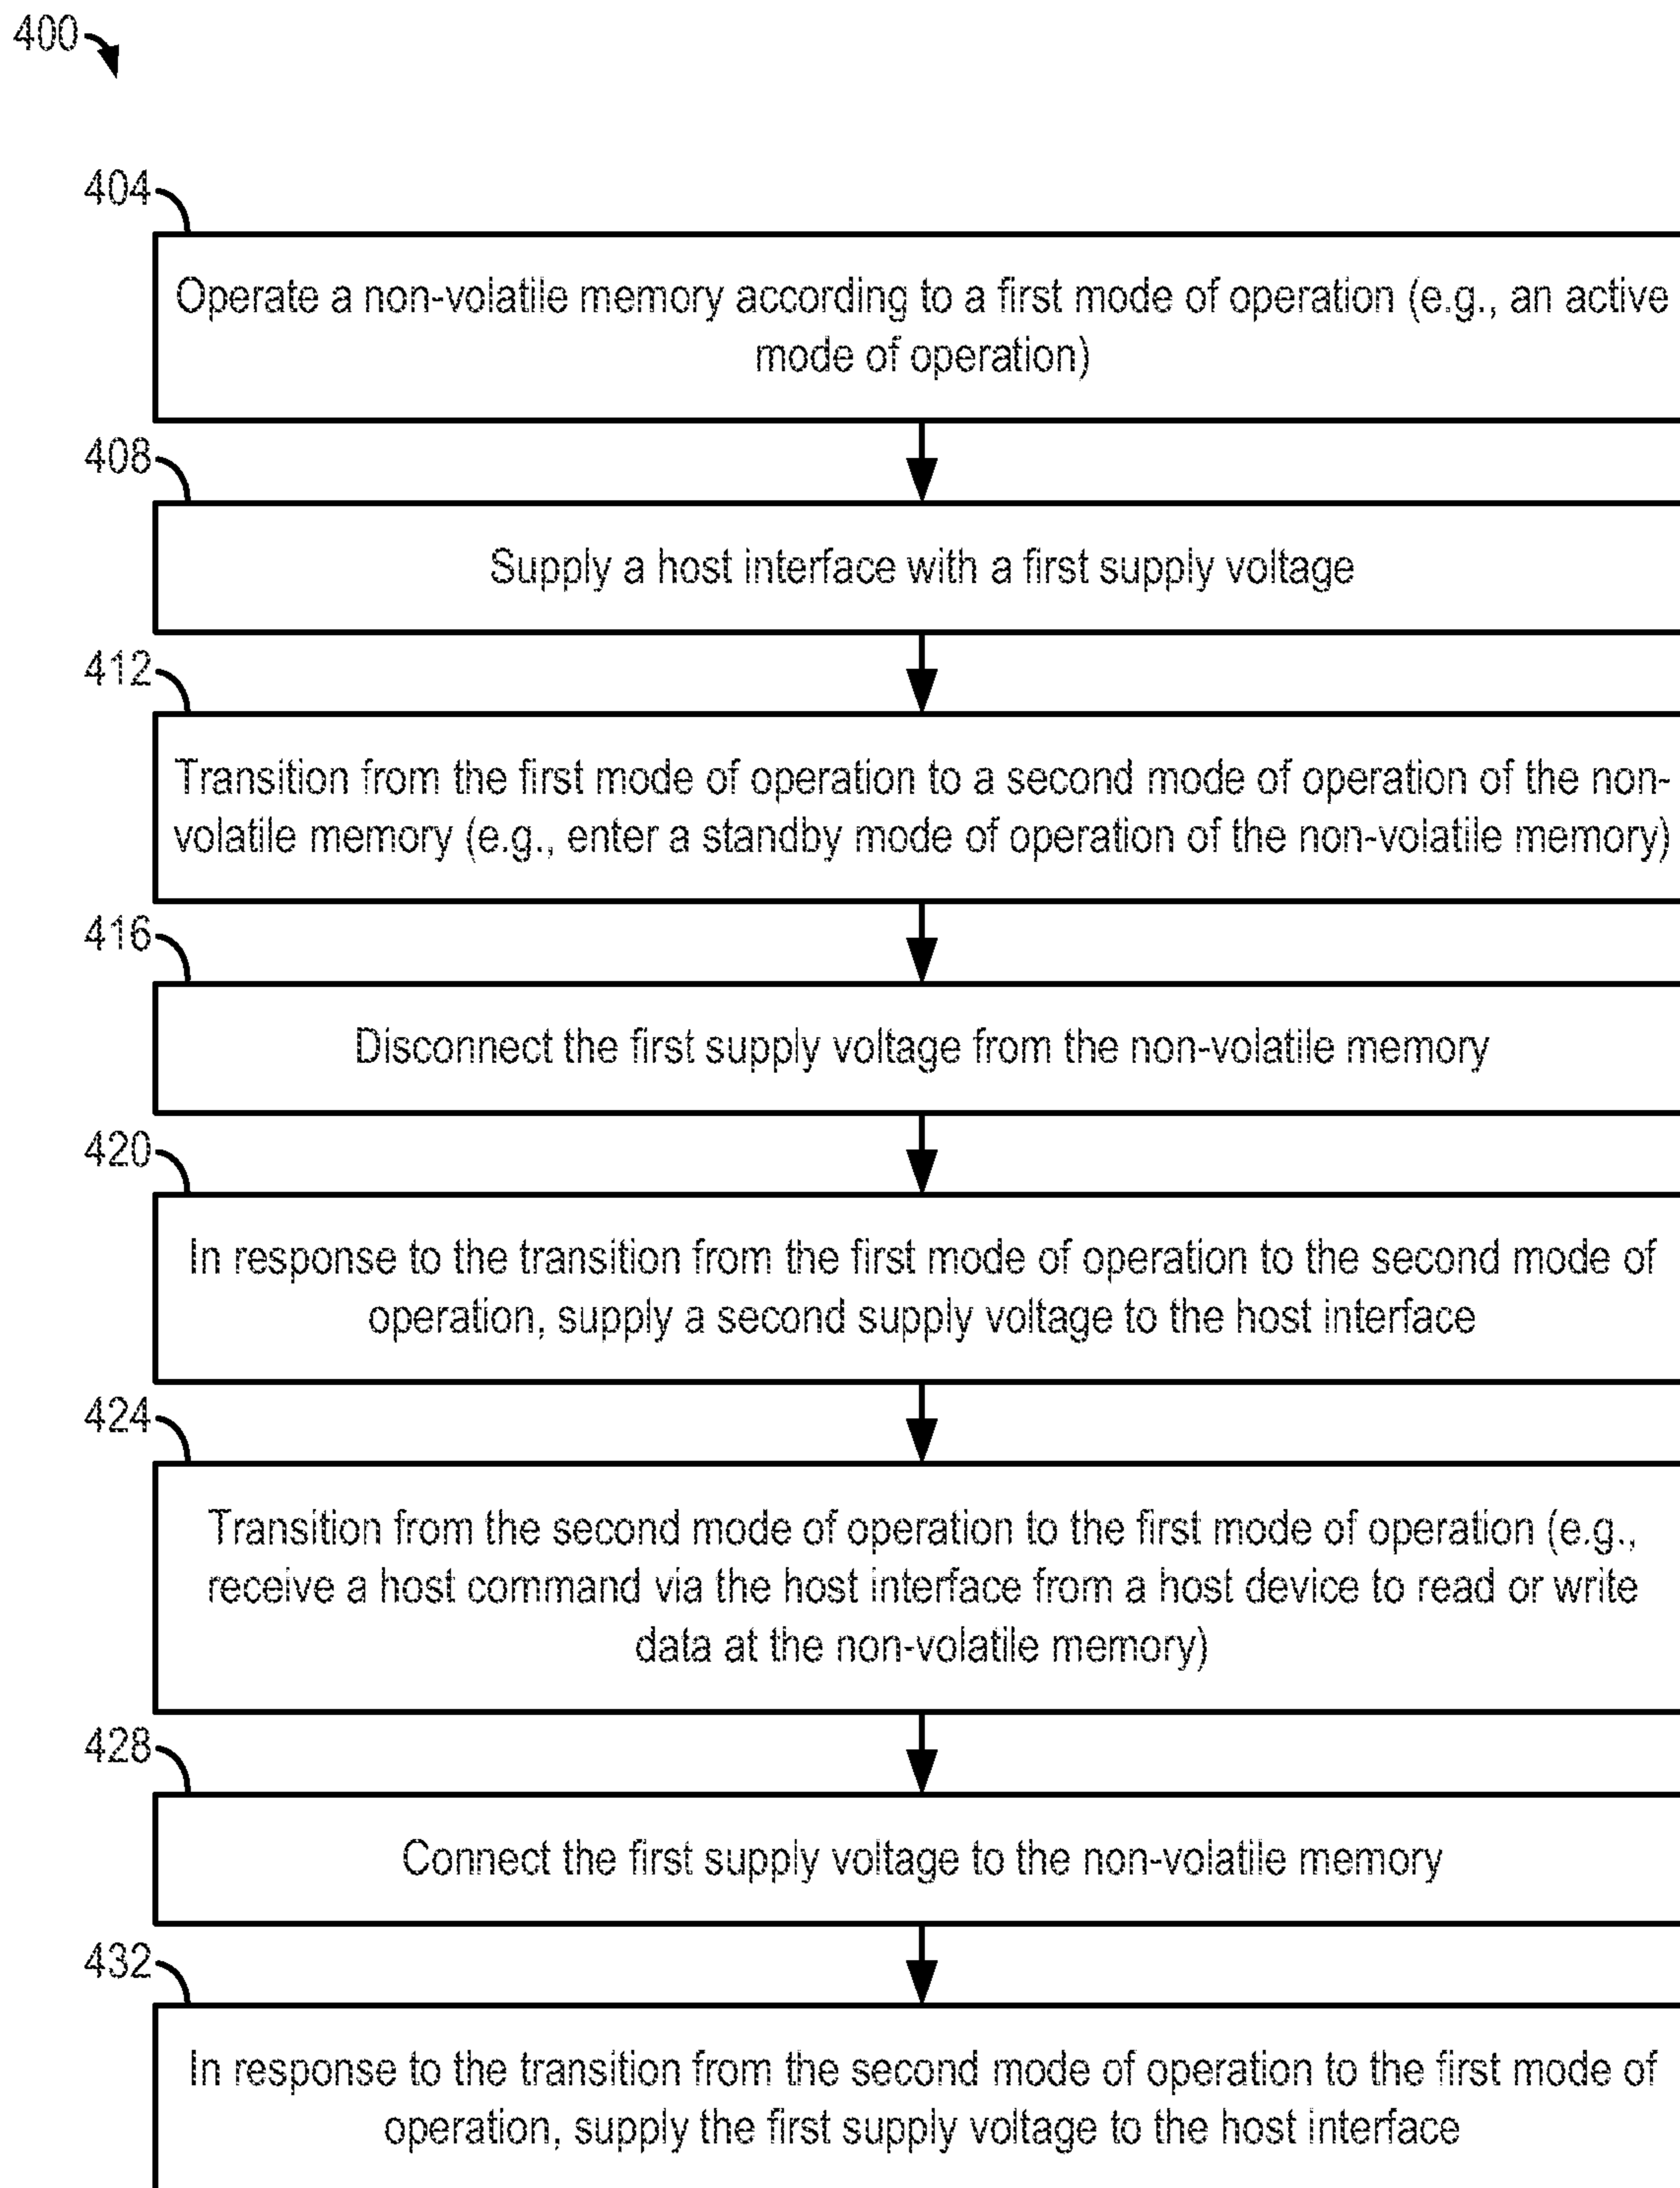 400
404
Operate a non-volatile memory according to a first mode of operation (e.g., an active
mode of operation)
408
Supply a host interface with a first supply voltage
412
Transition from the first mode of operation to a second mode of operation of the non-
volatile memory (e.g., enter a standby mode of operation of the non-volatile memory)
416
Disconnect the first supply voltage from the non-volatile memory
420
In response to the transition from the first mode of operation to the second mode of
operation, supply a second supply voltage to the host interface
424
Transition from the second mode of operation to the first mode of operation (e.g.,
receive a host command via the host interface from a host device to read or write
data at the non-volatile memory)
428
Connect the first supply voltage to the non-volatile memory
432
In response to the transition from the second mode of operation to the first mode of
operation, supply the first supply voltage to the host interface